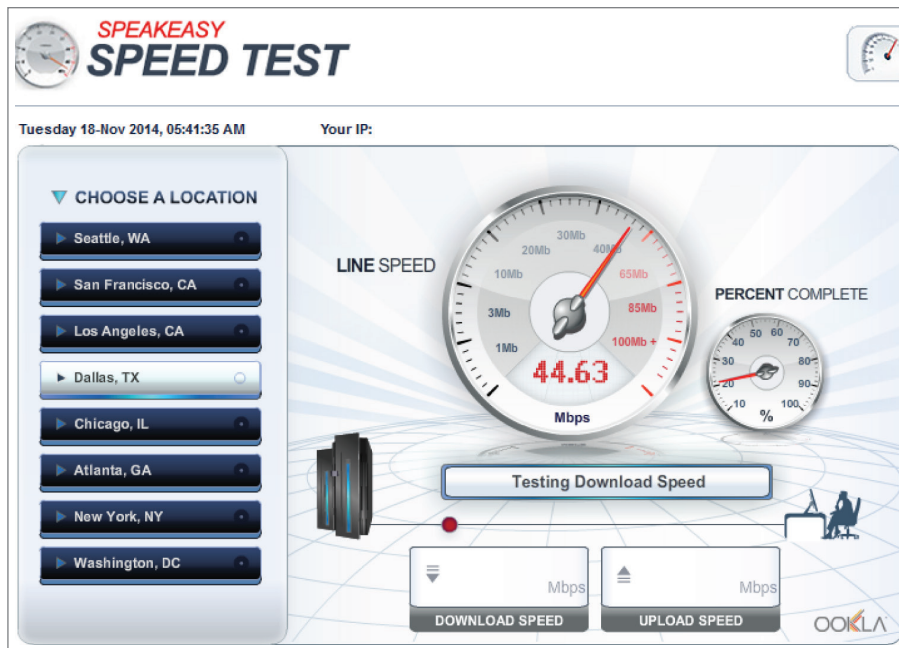 SPEAKEASY
SPEED TEST
Tuesday 18-Nov 2014, 05:41:35 AM
Your IP:
CHOOSE A LOCATION
Seattle, WA
San Francisco, CA
Los Angeles, CA
Dallas, TX
Chicago, IL
Atlanta, GA
New York, NY
Washington, DC
LINE SPEED
1Mb
3Mb
10Mb
20Mb
30Mb
40Mb
65Mb
85Mb
100Mb +
44.63
Mbps
PERCENT COMPLETE
10
20
30
40
50
60
70
80
90
100
%
Testing Download Speed
Mbps
DOWNLOAD SPEED
Mbps
UPLOAD SPEED
OOKLA